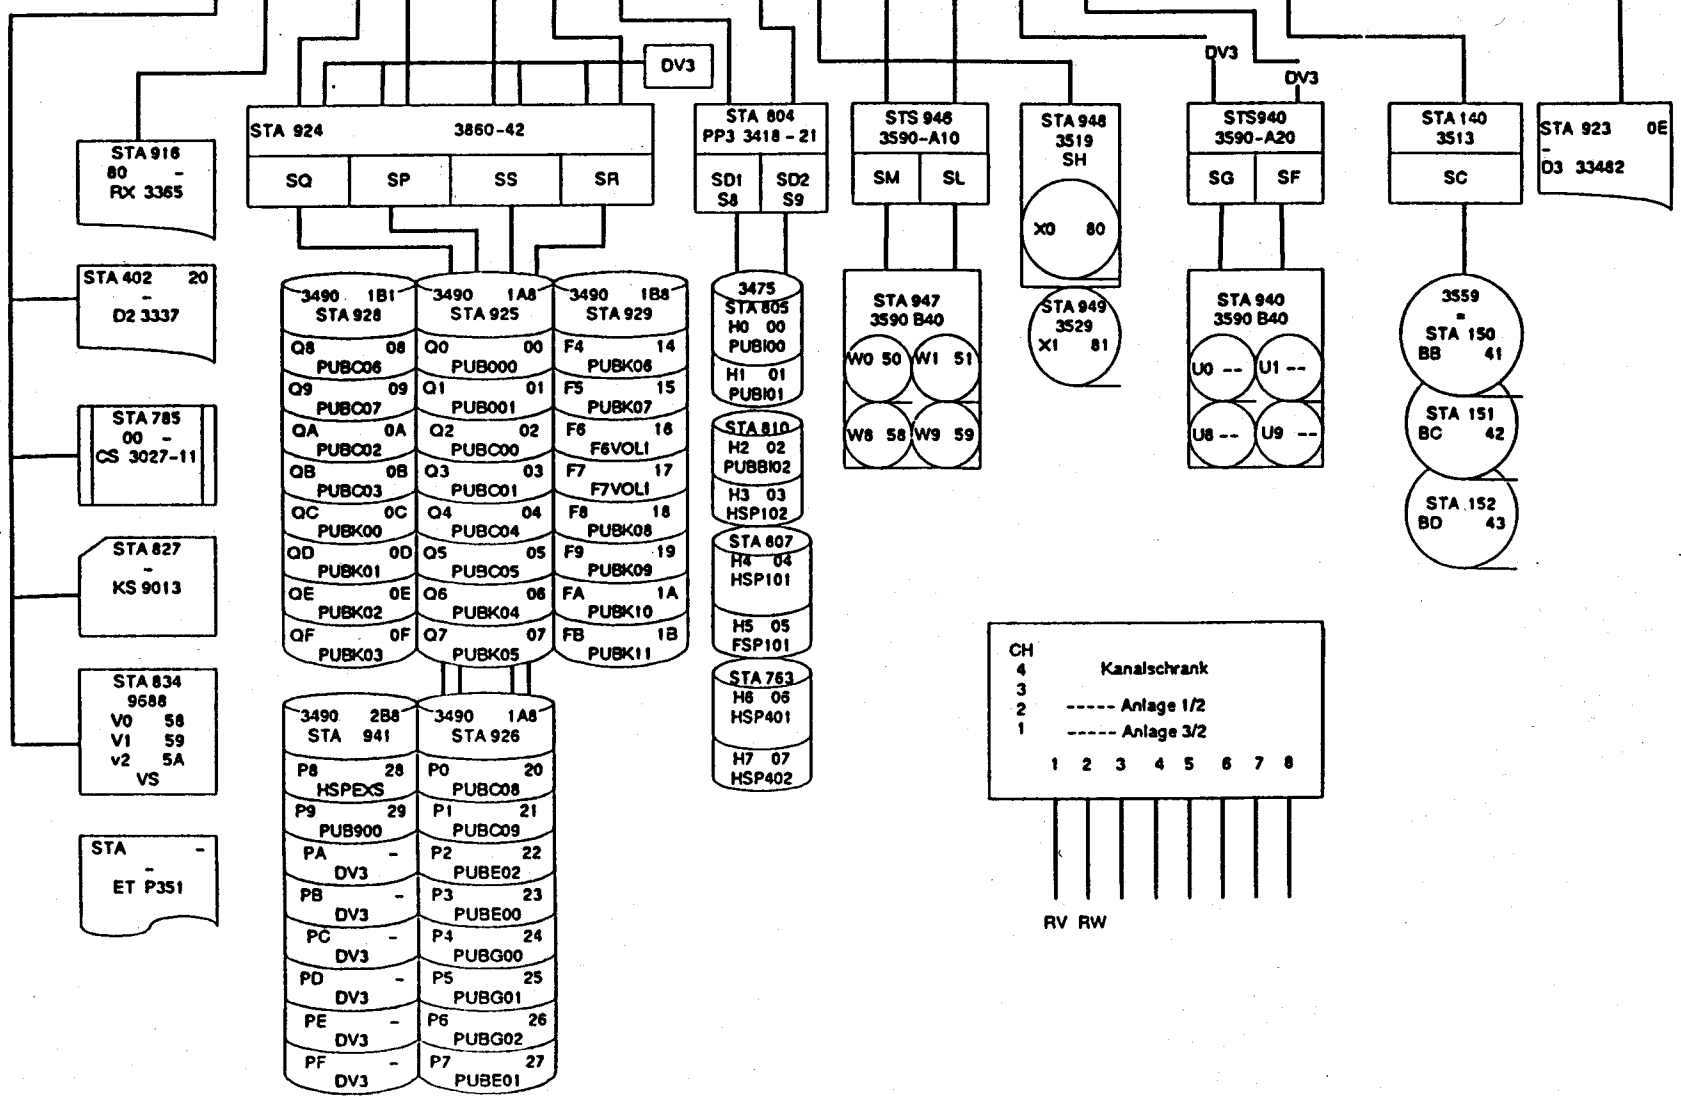 DV3
DV3
DV3
STA 916
80 -
RX 3365
STA 402 20
-
D2 3337
STA 785
00 -
CS 3027-11
STA 827
-
KS 9013
STA 834
9688
V0 58
V1 59
v2 5A
VS
STA -
-
ET P351
STA 924 3860-42
SQ SP SS SR
3490 1B1
STA 928
Q8 08
PUBC06
Q9 09
PUBC07
QA 0A
PUBC02
QB 0B
PUBC03
QC 0C
PUBK00
QD 0D
PUBK01
QE 0E
PUBK02
QF 0F
PUBK03
3490 1A8
STA 925
Q0 00
PUB000
Q1 01
PUB001
Q2 02
PUBC00
Q3 03
PUBC01
Q4 04
PUBC04
Q5 05
PUBC05
Q6 06
PUBK04
Q7 07
PUBK05
3490 1B8
STA 929
F4 14
PUBK06
F5 15
PUBK07
F6 16
F6VOLI
F7 17
F7VOLI
F8 18
PUBK08
F9 19
PUBK09
FA 1A
PUBK10
FB 1B
PUBK11
3490 2B8
STA 941
P8 28
HSPEXS
P9 29
PUB900
PA -
DV3
PB -
DV3
PC -
DV3
PD -
DV3
PE -
DV3
PF -
DV3
3490 1A8
STA 926
P0 20
PUBC08
P1 21
PUBC09
P2 22
PUBE02
P3 23
PUBE00
P4 24
PUBG00
P5 25
PUBG01
P6 26
PUBG02
P7 27
PUBE01
STA 804
PP3 3418 - 21
SD1 SD2
S8 S9
3475
STA 805
H0 00
PUBI00
H1 01
PUBI01
STA 810
H2 02
PUBBI02
H3 03
HSP102
STA 807
H4 04
HSP101
H5 05
FSP101
STA 763
H6 06
HSP401
H7 07
HSP402
STS 946
3590-A10
SM SL
STA 947
3590 B40
W0 50 W1 51
W8 58 W9 59
STA 948
3519
SH
X0 80
STA 949
3529
X1 81
STS 940
3590-A20
SG SF
STA 940
3590 B40
U0 -- U1 --
U8 -- U9 --
STA 140
3513
SC
3559
=
STA 150
BB 41
STA 151
BC 42
STA 152
BD 43
STA 923 0E
-
D3 33482
CH
4 Kanalschrank
3
2 ----- Anlage 1/2
1 ----- Anlage 3/2
1 2 3 4 5 6 7 8
RV RW